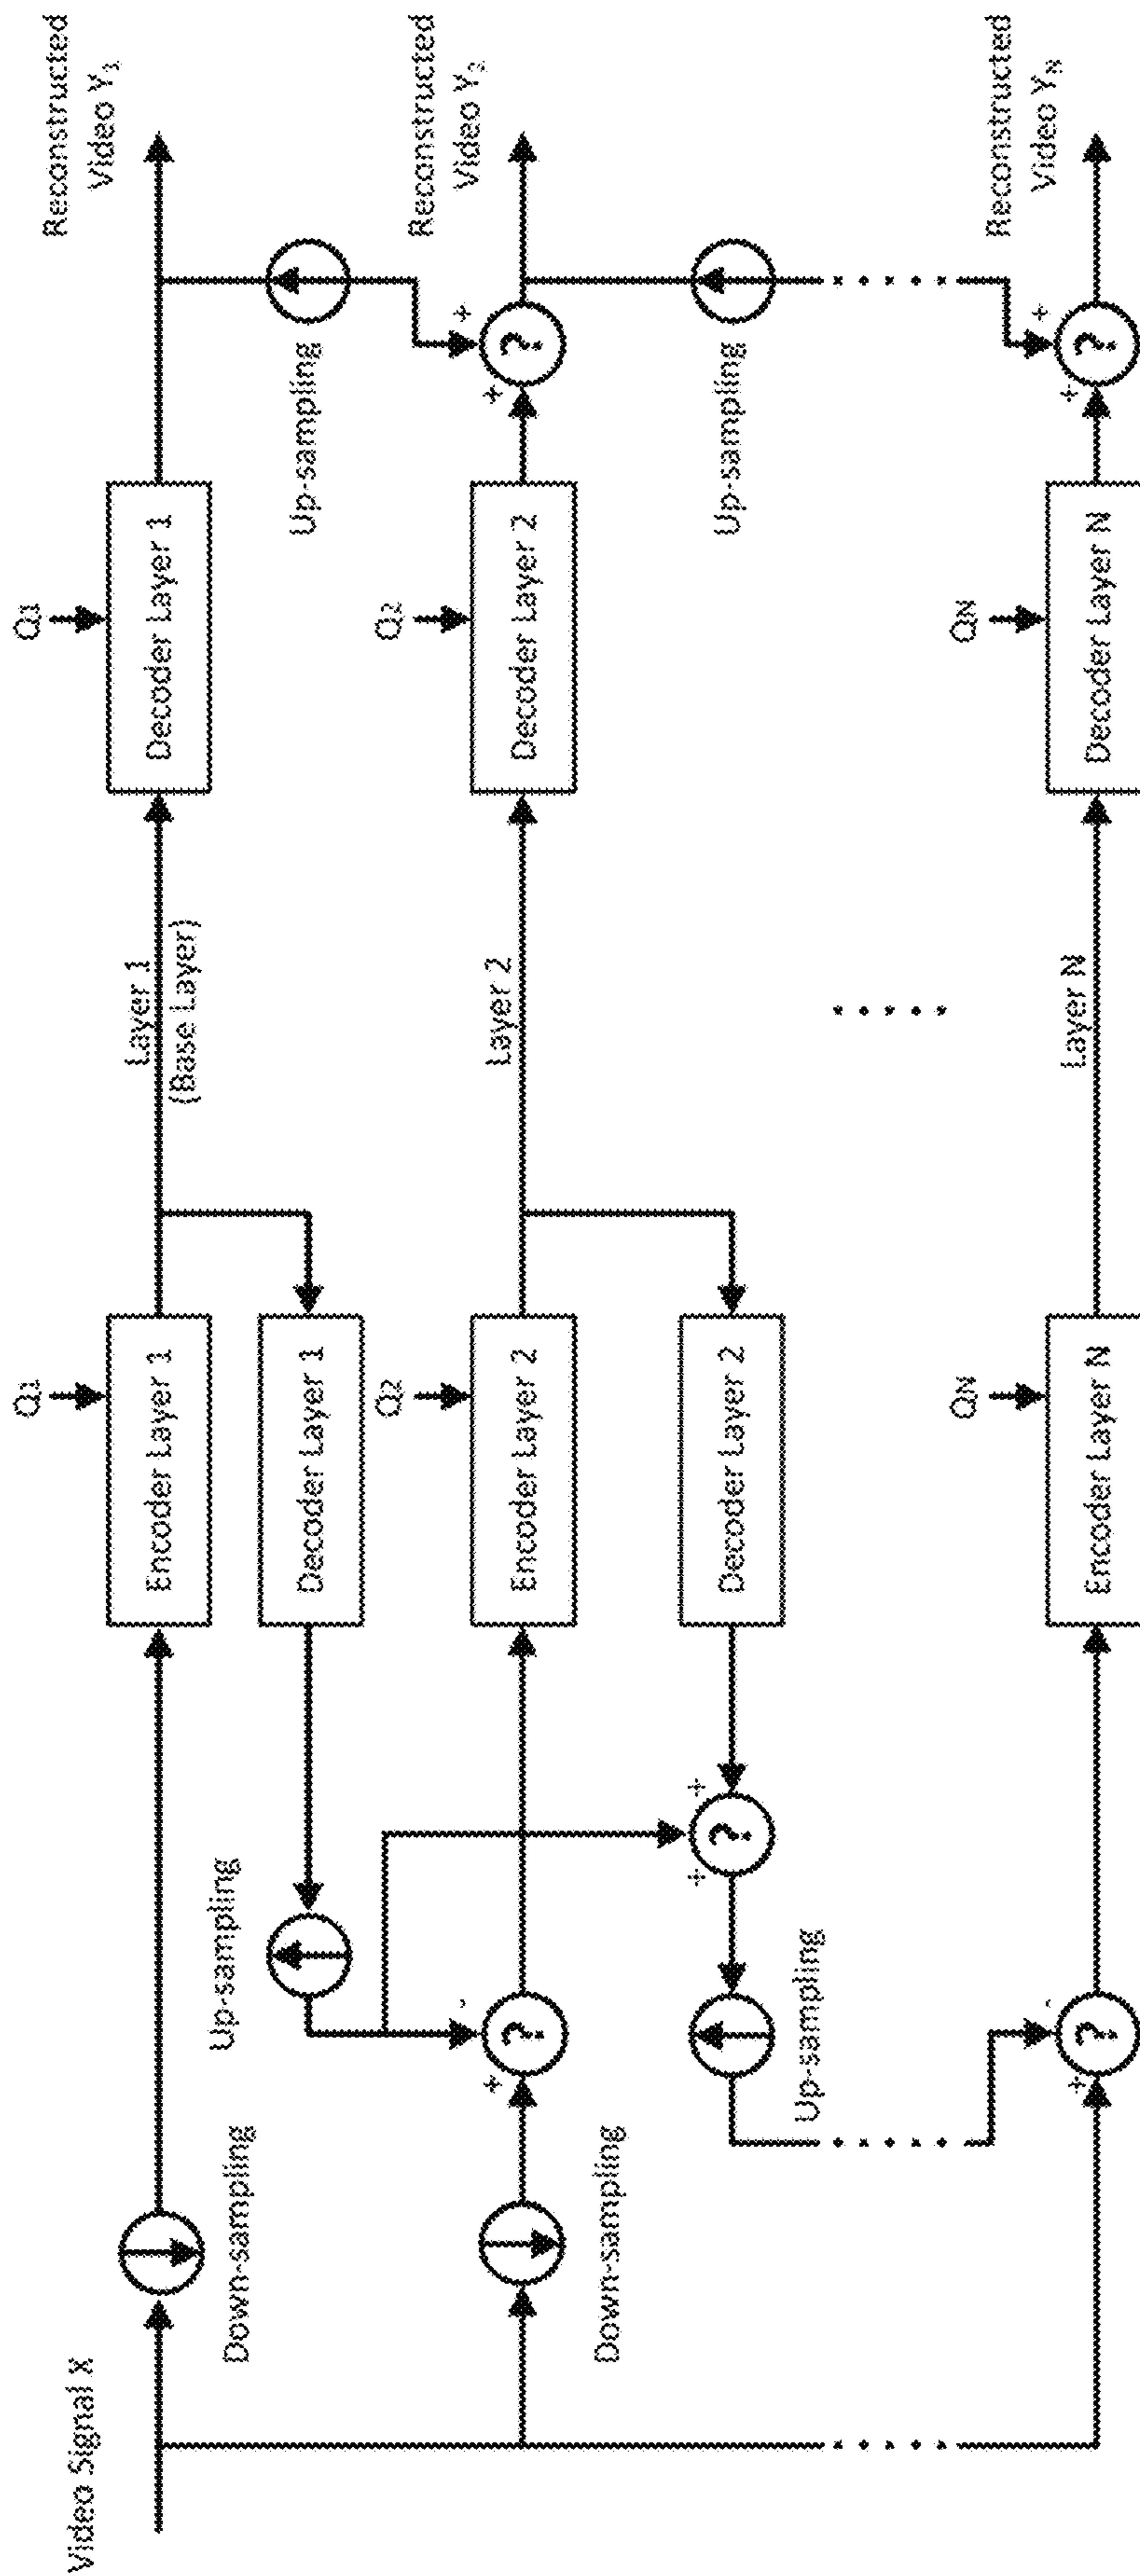 Video Signal X
Down-sampling
Q1
Encoder Layer 1
Layer 1
(Base Layer)
Q1
Decoder Layer 1
Reconstructed
Video Y1
Up-sampling
Decoder Layer 1
Up-sampling
+
-
?
Down-sampling
Q2
Encoder Layer 2
Layer 2
Q2
Decoder Layer 2
+
+
?
Reconstructed
Video Y2
Up-sampling
+
+
?
Decoder Layer 2
Up-sampling
+
-
?
QN
Encoder Layer N
Layer N
QN
Decoder Layer N
+
+
?
Reconstructed
Video YN